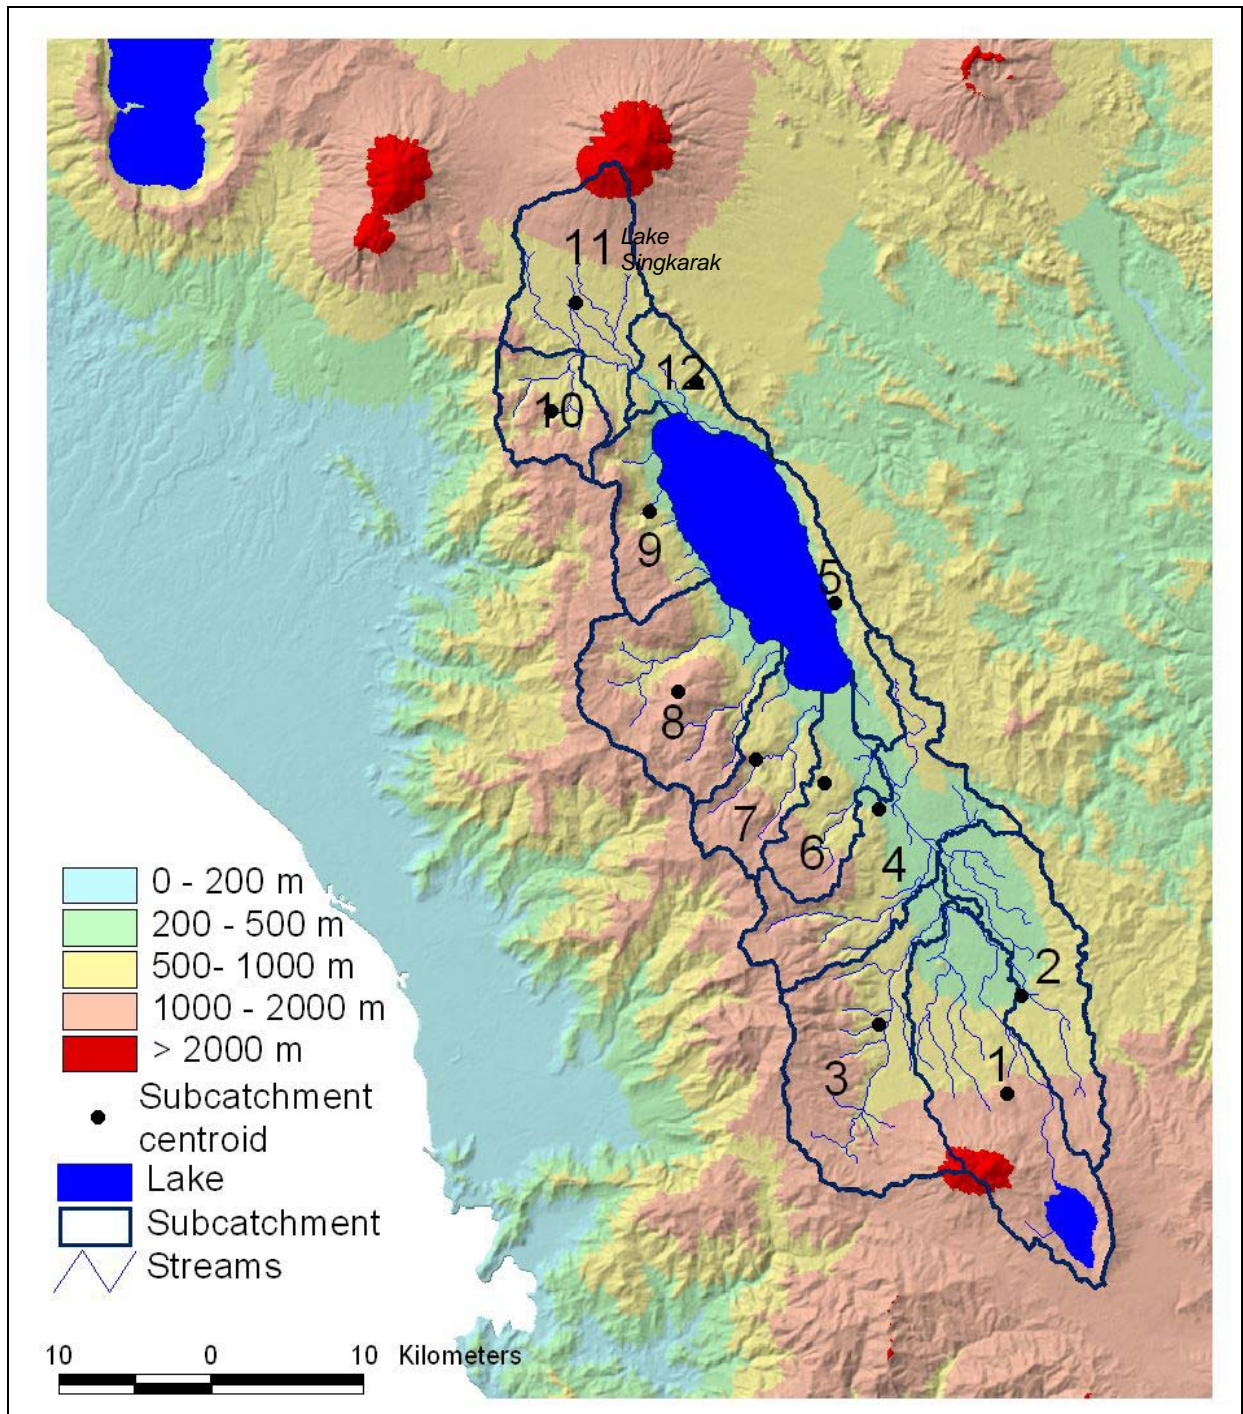 11
Lake
Singkarak
12
10
9
5
8
7
6
4
2
3
1
0 - 200 m
200 - 500 m
500- 1000 m
1000 - 2000 m
> 2000 m
Subcatchment
centroid
Lake
Subcatchment
Streams
10 0 10 Kilometers